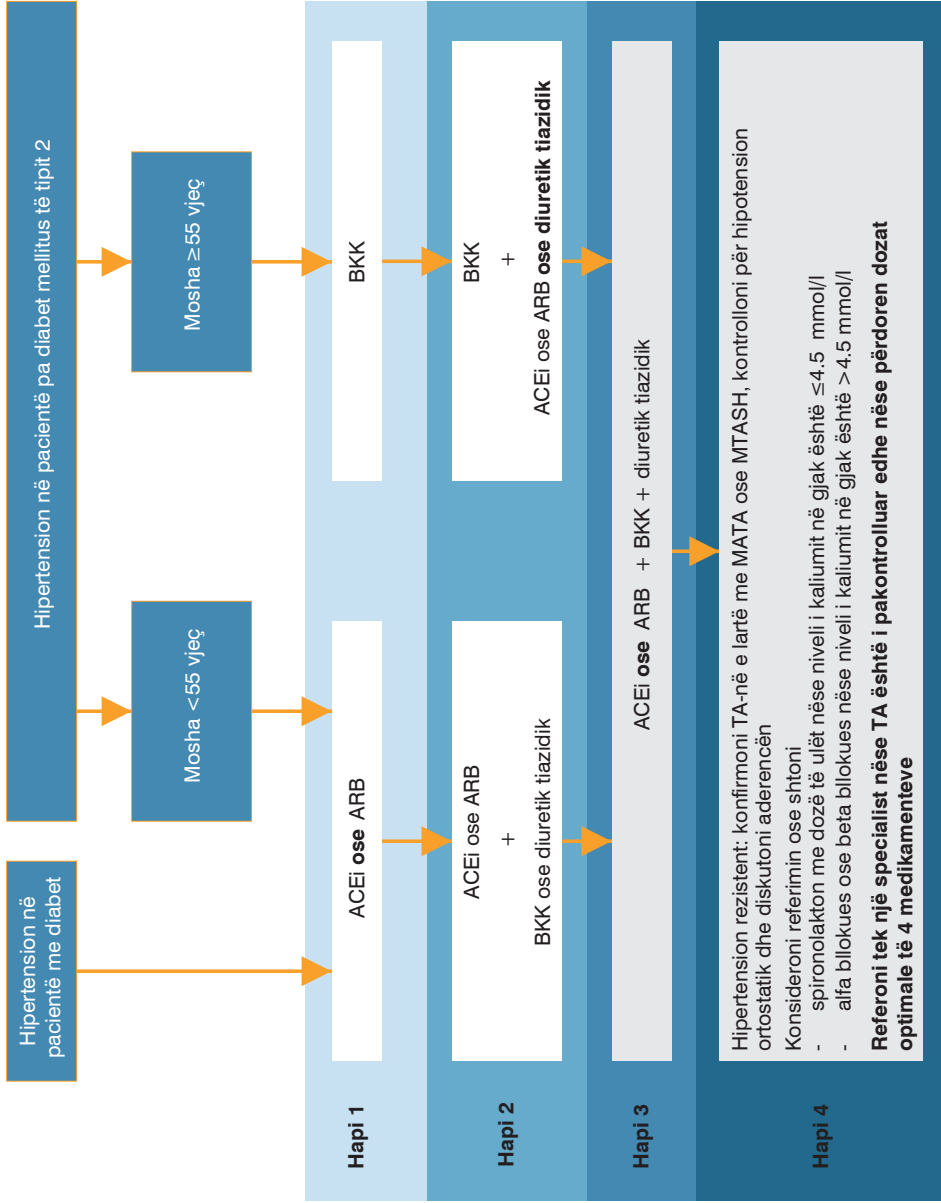 Hipertension në
pacientë me diabet
Hipertension në pacientë pa diabet mellitus të tipit 2
Mosha <55 vjeç
Mosha ≥55 vjeç
Hapi 1
ACEi ose ARB
BKK
Hapi 2
ACEi ose ARB
+
BKK ose diuretik tiazidik
BKK
+
ACEi ose ARB ose diuretik tiazidik
Hapi 3
ACEi ose ARB + BKK + diuretik tiazidik
Hapi 4
Hipertension rezistent: konfirmoni TA-në e lartë me MATA ose MTASH, kontrolloni për hipotension
ortostatik dhe diskutoni aderencën
Konsideroni referimin ose shtoni
- spironolakton me dozë të ulët nëse niveli i kaliumit në gjak është ≤4.5 mmol/l
- alfa bllokues ose beta bllokues nëse niveli i kaliumit në gjak është >4.5 mmol/l
Referoni tek një specialist nëse TA është i pakontrolluar edhe nëse përdoren dozat
optimale të 4 medikamenteve